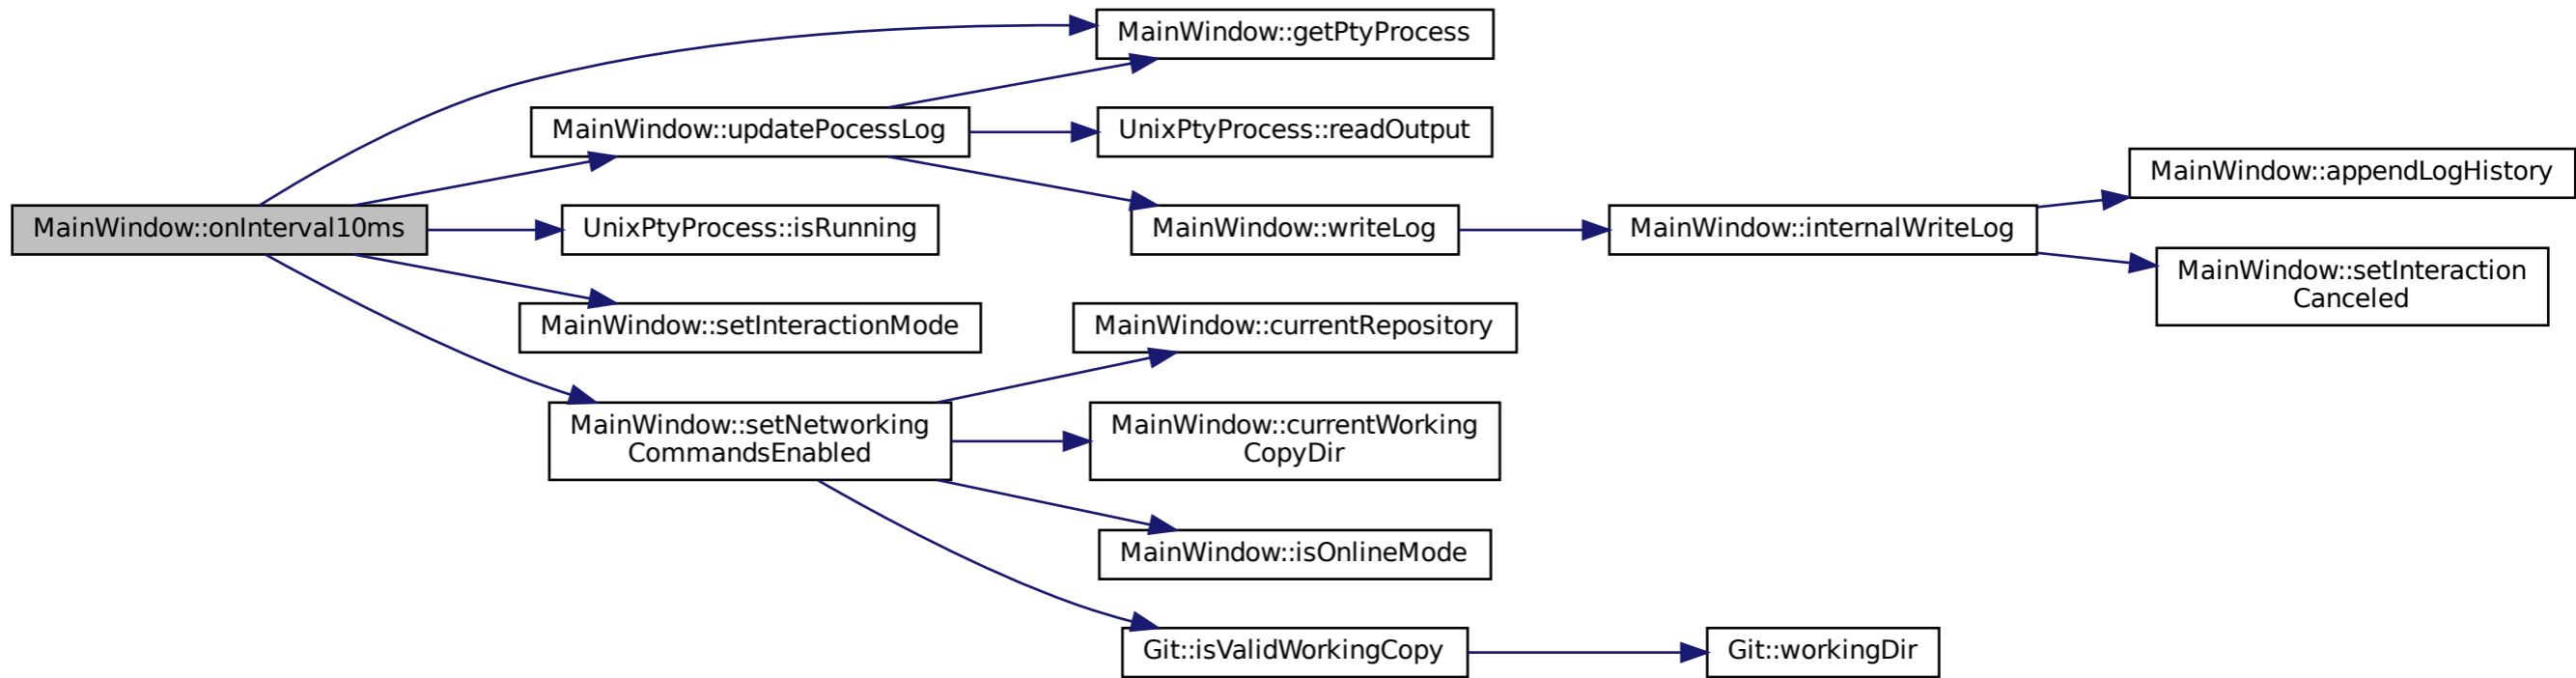 MainWindow::getPtyProcess
MainWindow::updatePocessLog
UnixPtyProcess::readOutput
MainWindow::appendLogHistory
MainWindow::onInterval10ms
UnixPtyProcess::isRunning
MainWindow::writeLog
MainWindow::internalWriteLog
MainWindow::setInteraction
Canceled
MainWindow::setInteractionMode
MainWindow::currentRepository
MainWindow::setNetworking
CommandsEnabled
MainWindow::currentWorking
CopyDir
MainWindow::isOnlineMode
Git::isValidWorkingCopy
Git::workingDir